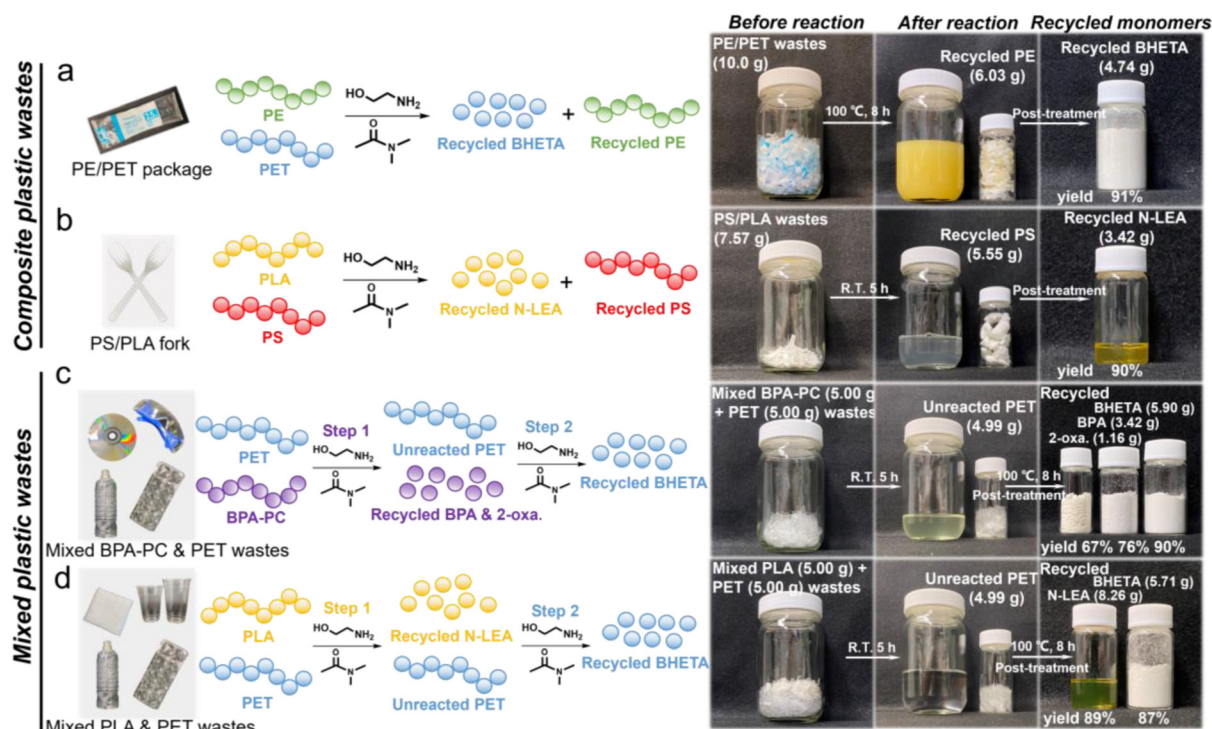 Before reaction
After reaction
Recycled monomers
Composite plastic wastes
a
PE/PET package
PE
PET
HO
NH2
O
N
Recycled BHETA
+
Recycled PE
PE/PET wastes
(10.0 g)
100 °C, 8 h
Recycled PE
(6.03 g)
Post-treatment
Recycled BHETA
(4.74 g)
yield 91%
b
PS/PLA fork
PLA
PS
HO
NH2
O
N
Recycled N-LEA
+
Recycled PS
PS/PLA wastes
(7.57 g)
R.T. 5 h
Recycled PS
(5.55 g)
Post-treatment
Recycled N-LEA
(3.42 g)
yield 90%
Mixed plastic wastes
c
Mixed BPA-PC & PET wastes
PET
BPA-PC
Step 1
HO
NH2
O
N
Unreacted PET
Recycled BPA & 2-oxa.
Step 2
HO
NH2
O
N
Recycled BHETA
Mixed BPA-PC (5.00 g)
+ PET (5.00 g) wastes
R.T. 5 h
Unreacted PET
(4.99 g)
100 °C, 8 h
Post-treatment
Recycled
BHETA (5.90 g)
BPA (3.42 g)
2-oxa. (1.16 g)
yield 67% 76% 90%
d
Mixed PLA & PET wastes
PLA
PET
Step 1
HO
NH2
O
N
Recycled N-LEA
Unreacted PET
Step 2
HO
NH2
O
N
Recycled BHETA
Mixed PLA (5.00 g) +
PET (5.00 g) wastes
R.T. 5 h
Unreacted PET
(4.99 g)
100 °C, 8 h
Post-treatment
Recycled
BHETA (5.71 g)
N-LEA (8.26 g)
yield 89% 87%